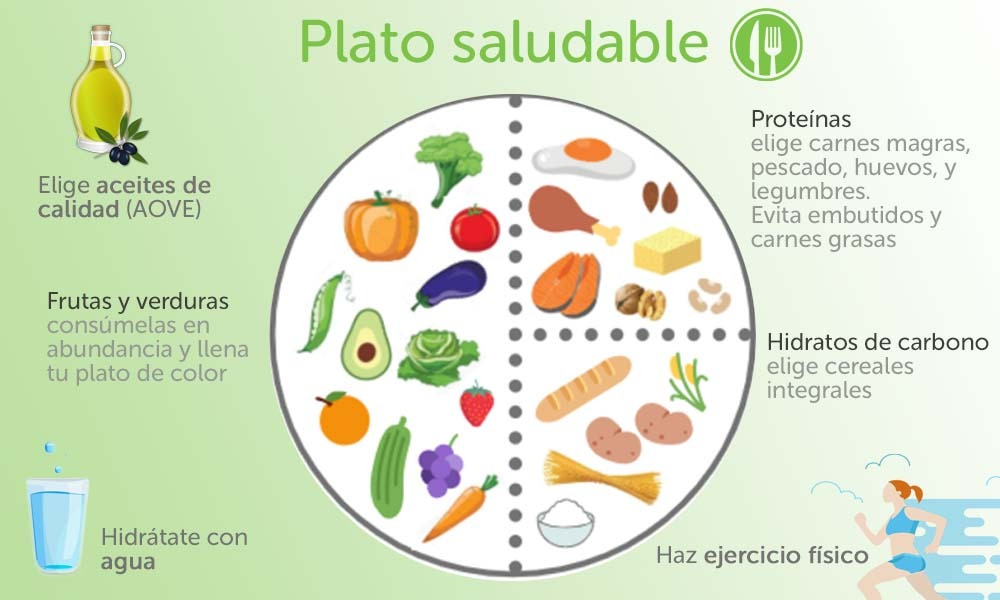 Plato saludable
Elige aceites de
calidad (AOVE)
Frutas y verduras
consúmelas en
abundancia y llena
tu plato de color
Hidrátate con
agua
Proteínas
elige carnes magras,
pescado, huevos, y
legumbres.
Evita embutidos y
carnes grasas
Hidratos de carbono
elige cereales
integrales
Haz ejercicio físico